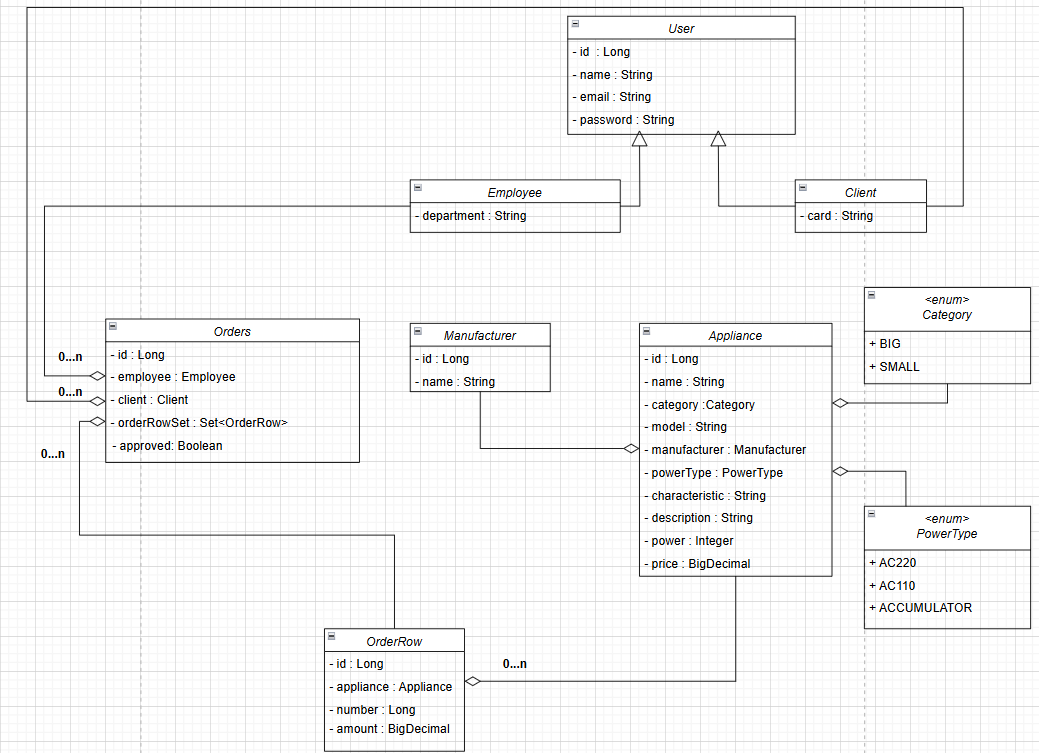 User
- id : Long
- name : String
- email : String
- password : String
Employee
- department : String
Client
- card : String
<enum>
Category
+ BIG
+ SMALL
Orders
- id : Long
- employee : Employee
- client : Client
- orderRowSet : Set<OrderRow>
- approved: Boolean
0...n
0...n
0...n
Manufacturer
- id : Long
- name : String
Appliance
- id : Long
- name : String
- category :Category
- model : String
- manufacturer : Manufacturer
- powerType : PowerType
- characteristic : String
- description : String
- power : Integer
- price : BigDecimal
<enum>
PowerType
+ AC220
+ AC110
+ ACCUMULATOR
OrderRow
- id : Long
- appliance : Appliance
- number : Long
- amount : BigDecimal
0...n